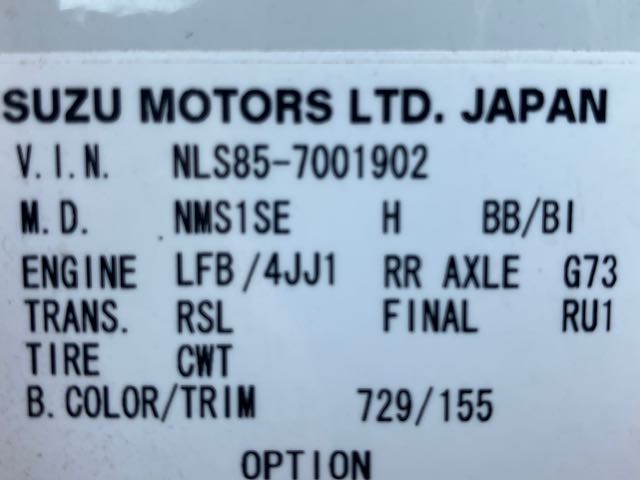 SUZU MOTORS LTD. JAPAN
V.I.N. NLS85-7001902
M.D. NMS1SE H BB/BI
ENGINE LFB/4JJ1 RR AXLE G73
TRANS. RSL FINAL RU1
TIRE CWT
B.COLOR/TRIM 729/155
OPTION